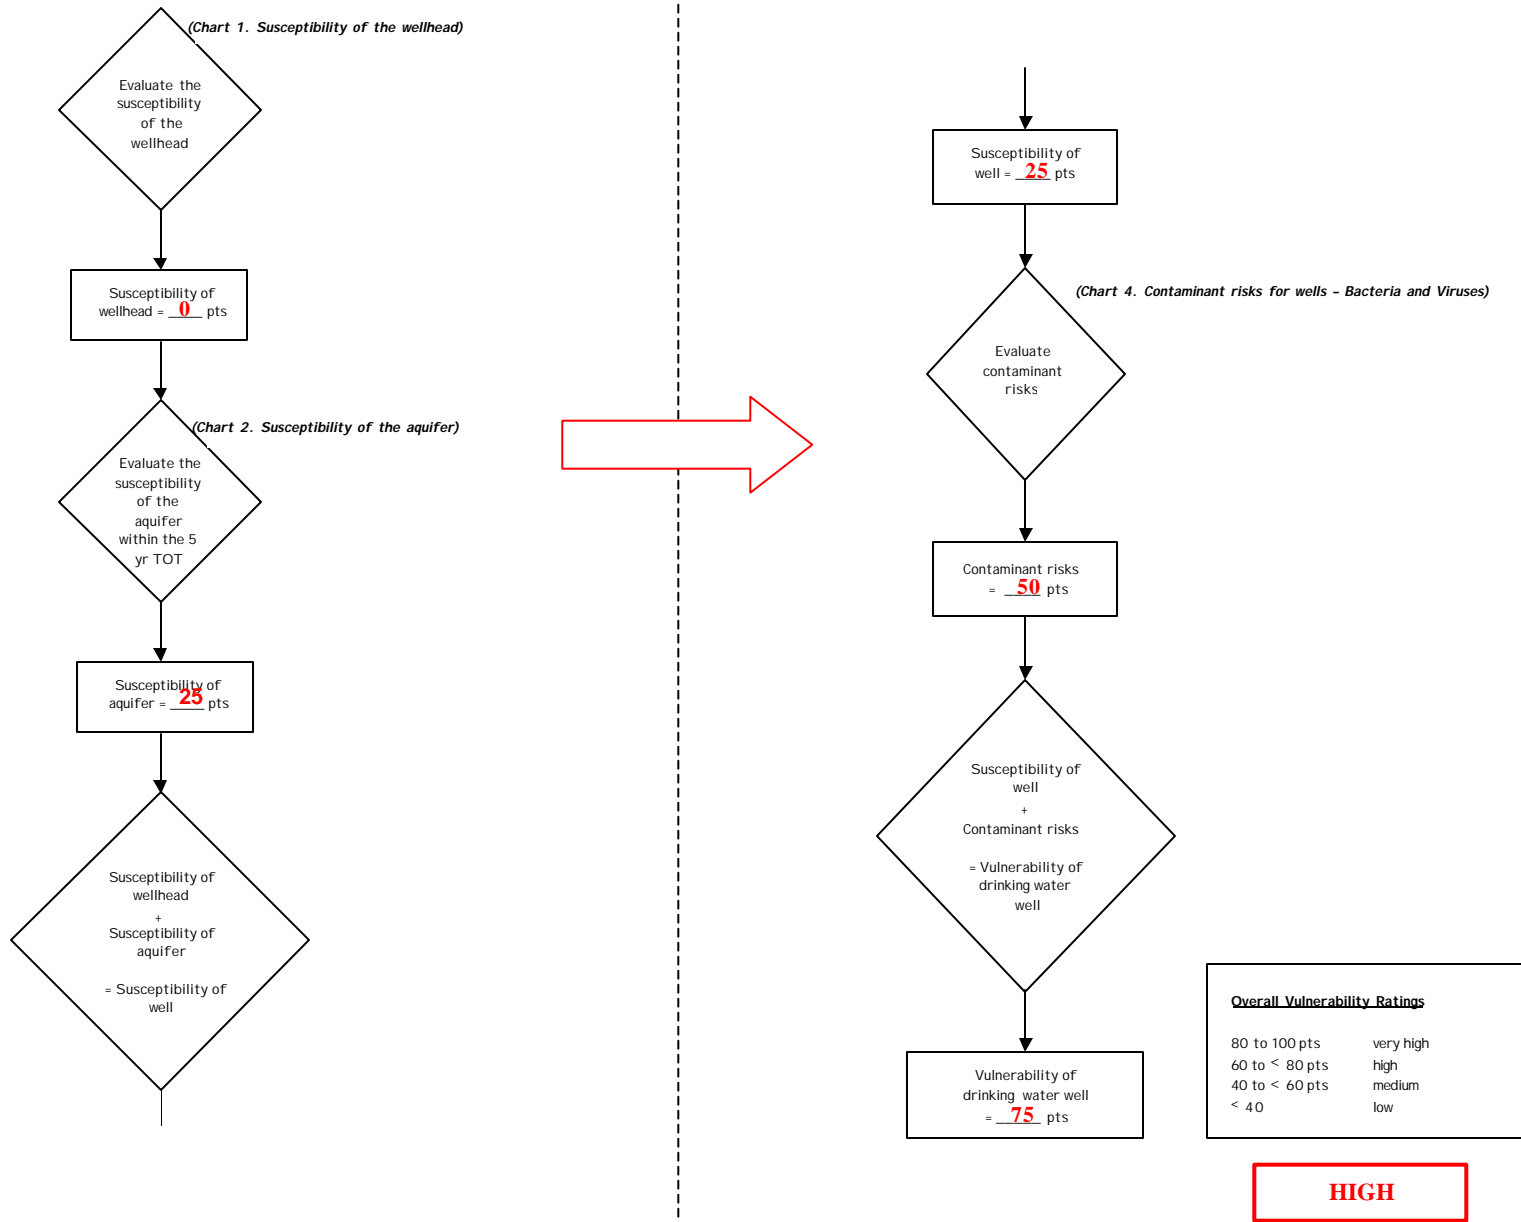 (Chart 1. Susceptibility of the wellhead)
Evaluate the
susceptibility
of the
wellhead
Susceptibility of
wellhead = 0 pts
(Chart 2. Susceptibility of the aquifer)
Evaluate the
susceptibility
of the
aquifer
within the 5
yr TOT
Susceptibility of
aquifer = 25 pts
Susceptibility of
wellhead
+
Susceptibility of
aquifer
= Susceptibility of
well
Susceptibility of
well = 25 pts
(Chart 4. Contaminant risks for wells – Bacteria and Viruses)
Evaluate
contaminant
risks
Contaminant risks
= 50 pts
Susceptibility of
well
+
Contaminant risks
= Vulnerability of
drinking water
well
Vulnerability of
drinking water well
= 75 pts
Overall Vulnerability Ratings
80 to 100 pts very high
60 to < 80 pts high
40 to < 60 pts medium
< 40 low
HIGH